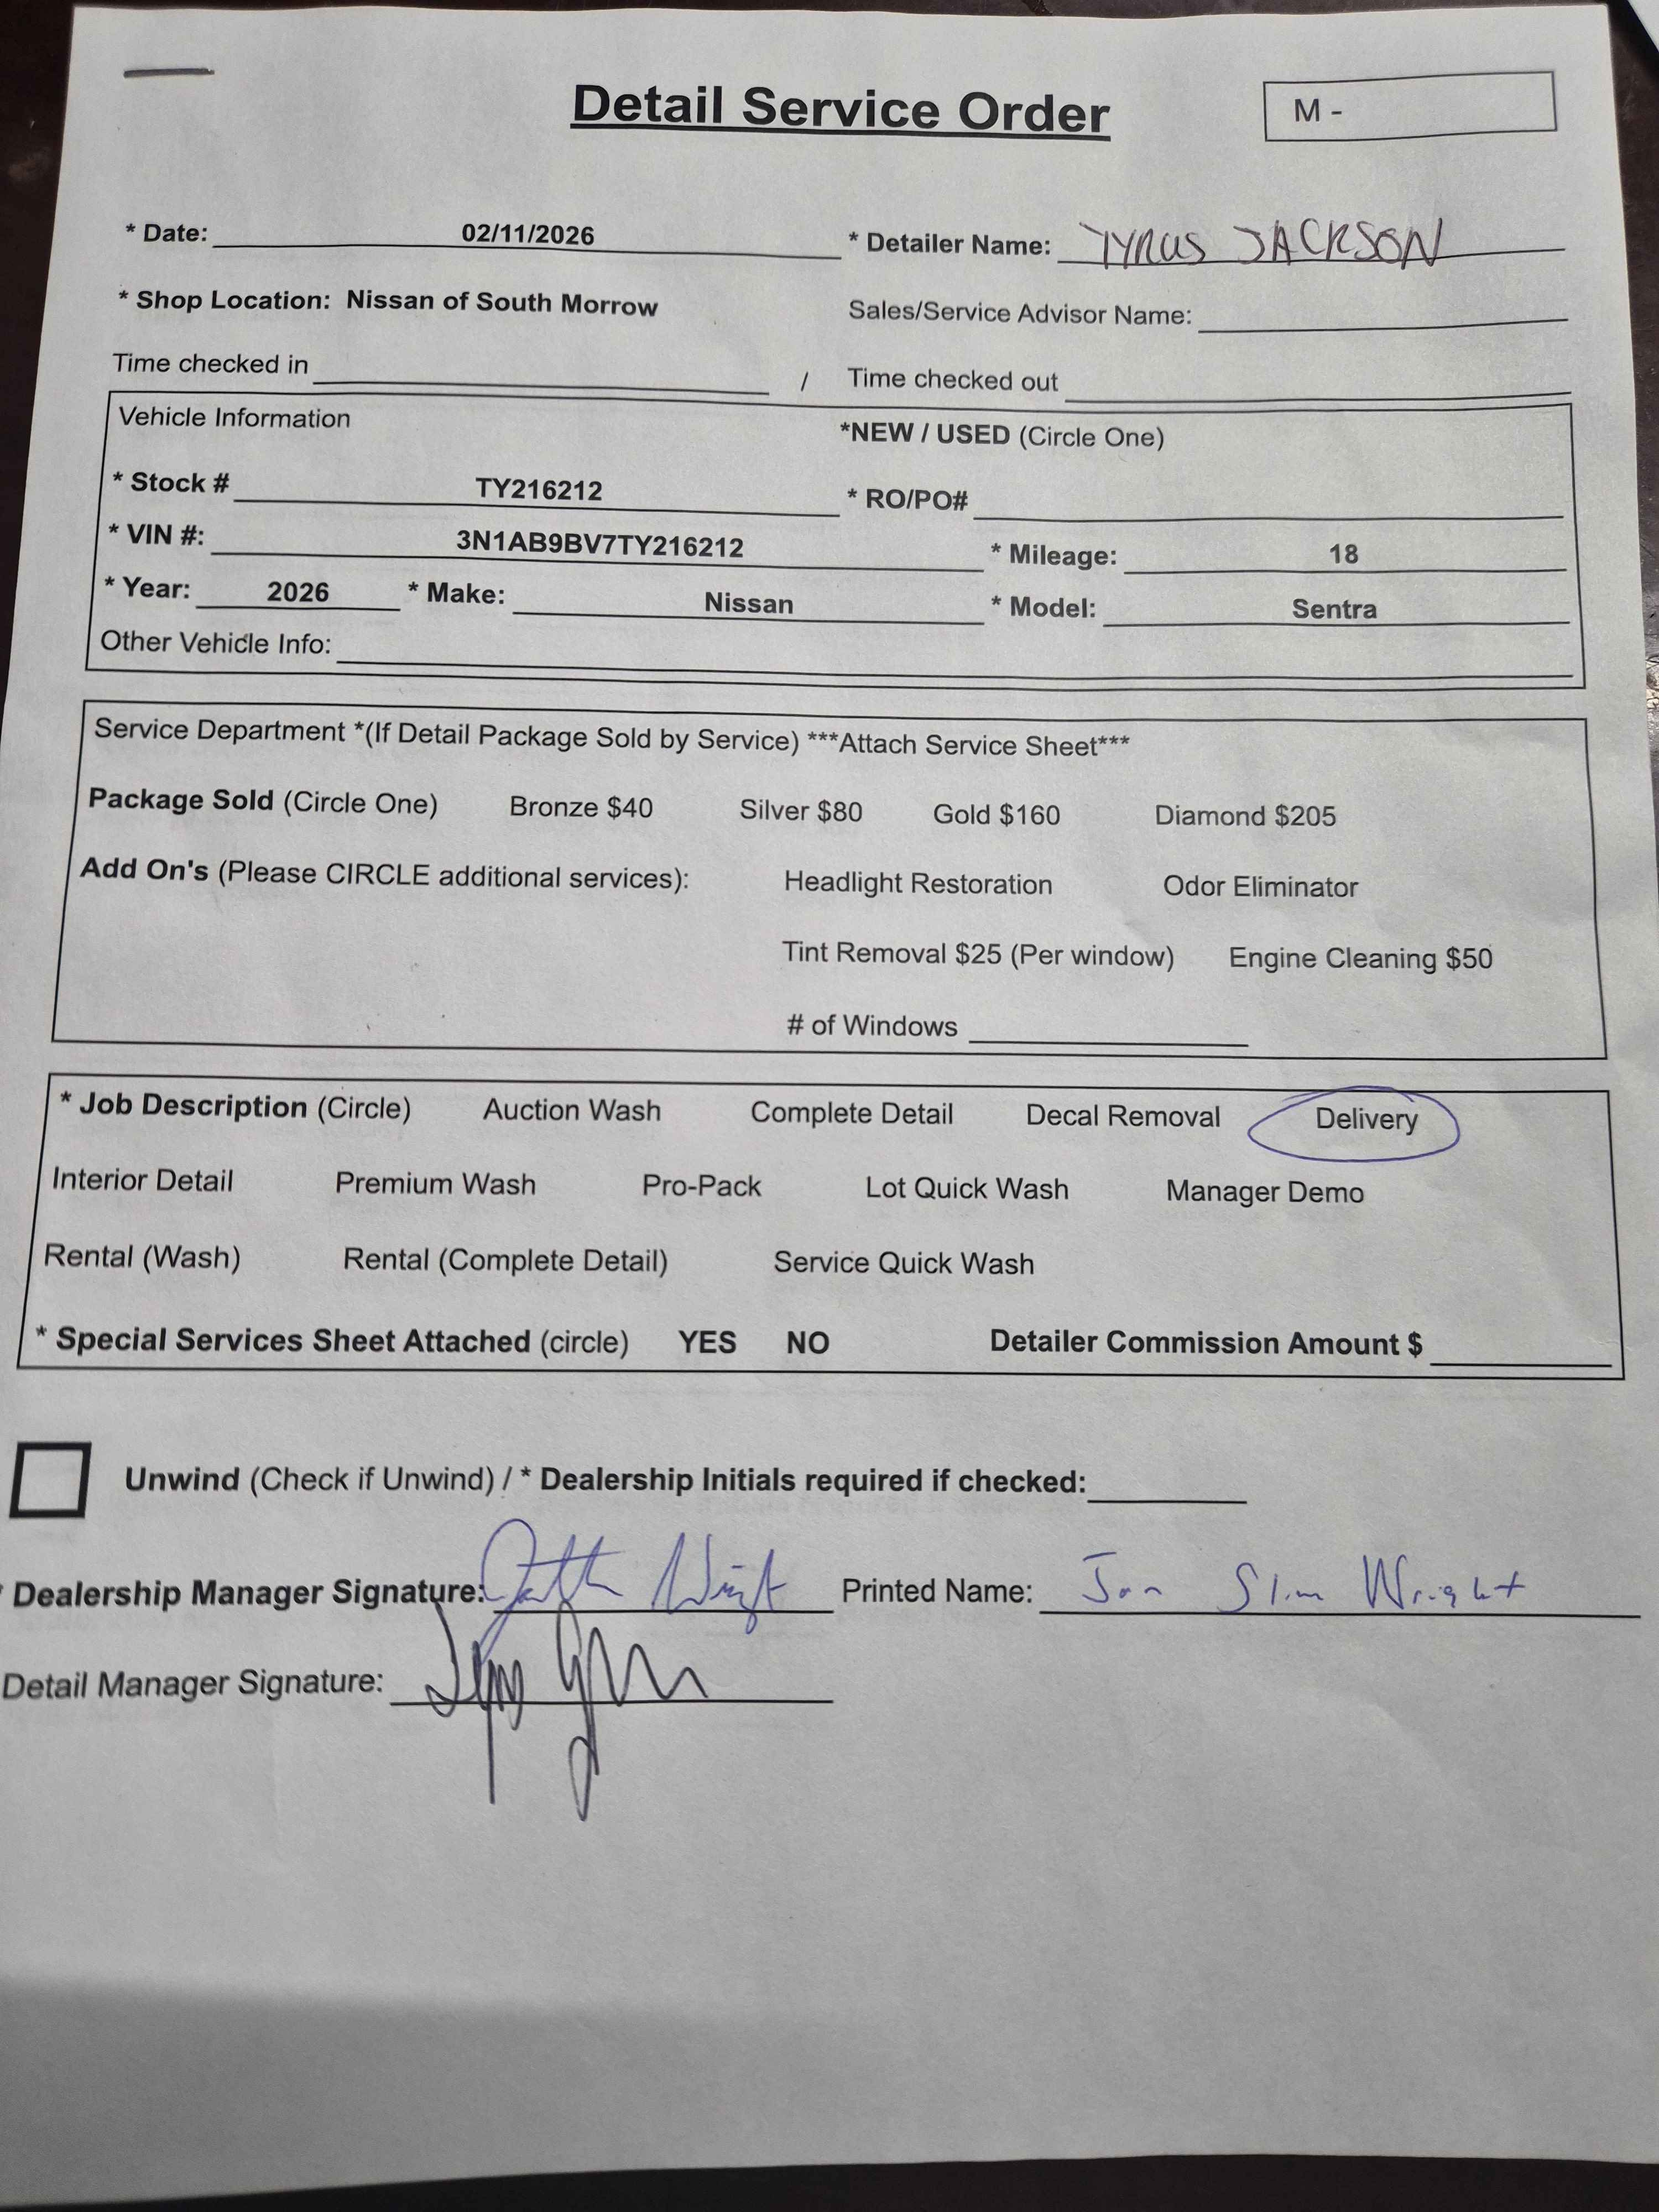 Detail Service Order
M -
* Date: 02/11/2026 * Detailer Name: TYRUS JACKSON
* Shop Location: Nissan of South Morrow Sales/Service Advisor Name:
Time checked in / Time checked out
Vehicle Information *NEW / USED (Circle One)
* Stock # TY216212 * RO/PO#
* VIN #: 3N1AB9BV7TY216212 * Mileage: 18
* Year: 2026 * Make: Nissan * Model: Sentra
Other Vehicle Info:
Service Department *(If Detail Package Sold by Service) ***Attach Service Sheet***
Package Sold (Circle One) Bronze $40 Silver $80 Gold $160 Diamond $205
Add On's (Please CIRCLE additional services): Headlight Restoration Odor Eliminator
Tint Removal $25 (Per window) Engine Cleaning $50
# of Windows
* Job Description (Circle) Auction Wash Complete Detail Decal Removal Delivery
Interior Detail Premium Wash Pro-Pack Lot Quick Wash Manager Demo
Rental (Wash) Rental (Complete Detail) Service Quick Wash
* Special Services Sheet Attached (circle) YES NO Detailer Commission Amount $
Unwind (Check if Unwind) / * Dealership Initials required if checked:
* Dealership Manager Signature: Printed Name: Jon Slim Wright
Detail Manager Signature: